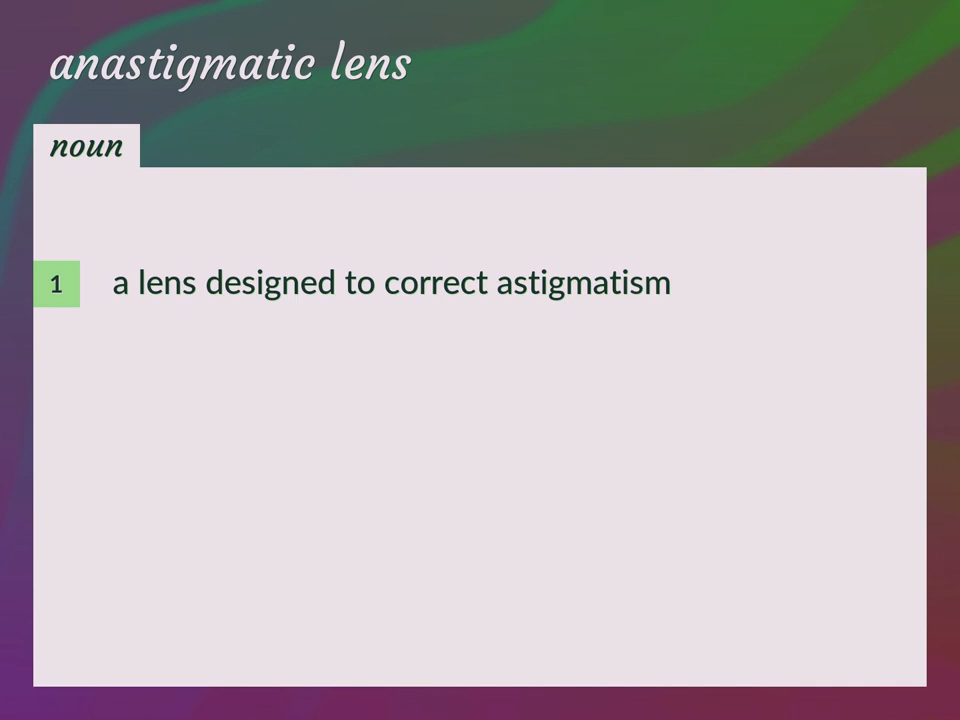 anastigmatic lens
noun
1 a lens designed to correct astigmatism